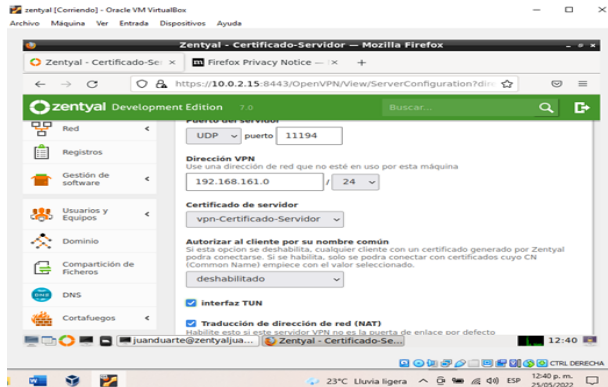 zentyal [Corriendo] - Oracle VM VirtualBox
Archivo Máquina Ver Entrada Dispositivos Ayuda
Zentyal - Certificado-Servidor — Mozilla Firefox
Zentyal - Certificado-Se
Firefox Privacy Notice —
https://10.0.2.15:8443/OpenVPN/View/ServerConfiguration?dir
zentyal Development Edition 7.0
Buscar...
Red
Registros
Gestión de
software
Usuarios y
Equipos
Dominio
Compartición de
Ficheros
DNS
Cortafuegos
Puerto del servidor
UDP puerto 11194
Dirección VPN
Use una dirección de red que no esté en uso por esta máquina
192.168.161.0 / 24
Certificado de servidor
vpn-Certificado-Servidor
Autorizar al cliente por su nombre común
Si esta opcion se deshabilita, cualquier cliente con un certificado generado por Zentyal
podra conectarse. Si se habilita, solo se podra conectar con certificados cuyo CN
(Common Name) empiece con el valor seleccionado.
deshabilitado
interfaz TUN
Traducción de dirección de red (NAT)
Habilite esto si este servidor VPN no es la puerta de enlace por defecto
juanduarte@zentyaljua...
Zentyal - Certificado-Se...
12:40
CTRL DERECHA
23°C Lluvia ligera
ESP
12:40 p. m.
25/05/2022